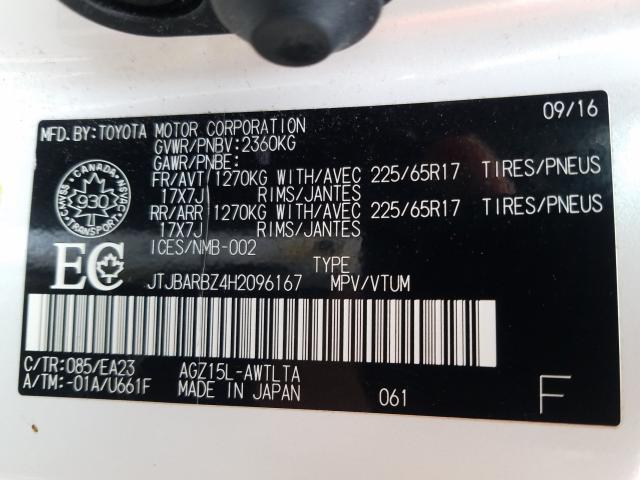 09/16
MFD.BY:TOYOTA MOTOR CORPORATION
GVWR/PNBV:2360KG
GAWR/PNBE:
FR/AVT 1270KG WITH/AVEC 225/65R17 TIRES/PNEUS
17X7J RIMS/JANTES
RR/ARR 1270KG WITH/AVEC 225/65R17 TIRES/PNEUS
17X7J RIMS/JANTES
ICES/NMB-002
CANADA
930
TRANSPORT
CMVSS
NSVAC
EC
TYPE
JTJBARBZ4H2096167 MPV/VTUM
C/TR:085/EA23 AGZ15L-AWTLTA
A/TM:-01A/U661F MADE IN JAPAN 061 F